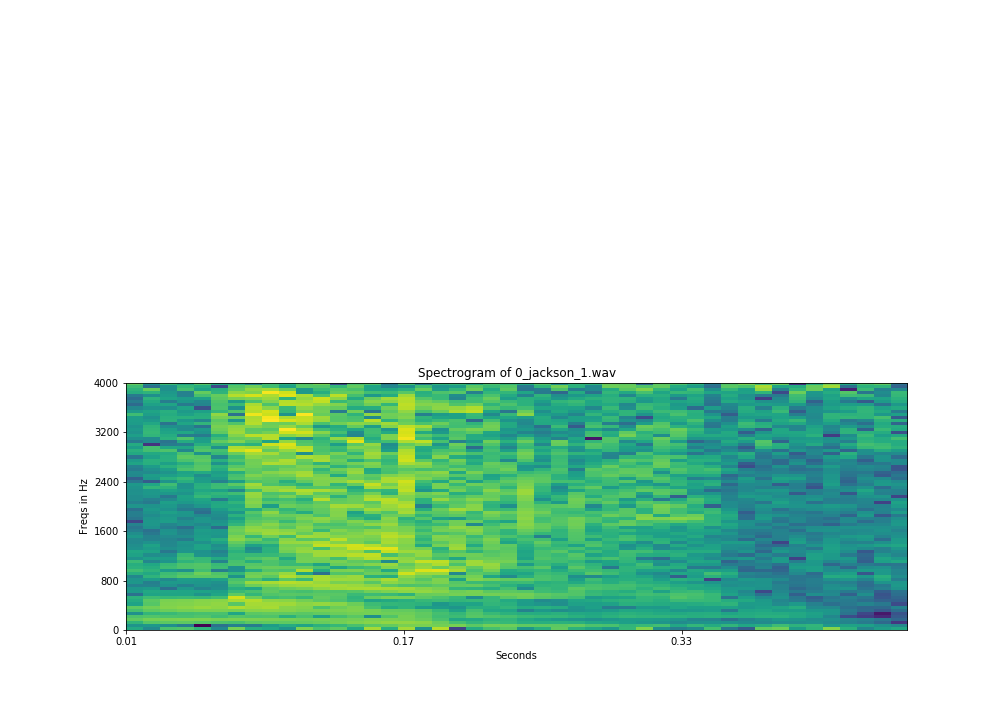 Spectrogram of 0_jackson_1.wav
4000
3200
2400
1600
800
0
Freqs in Hz
0.01 0.17 0.33
Seconds